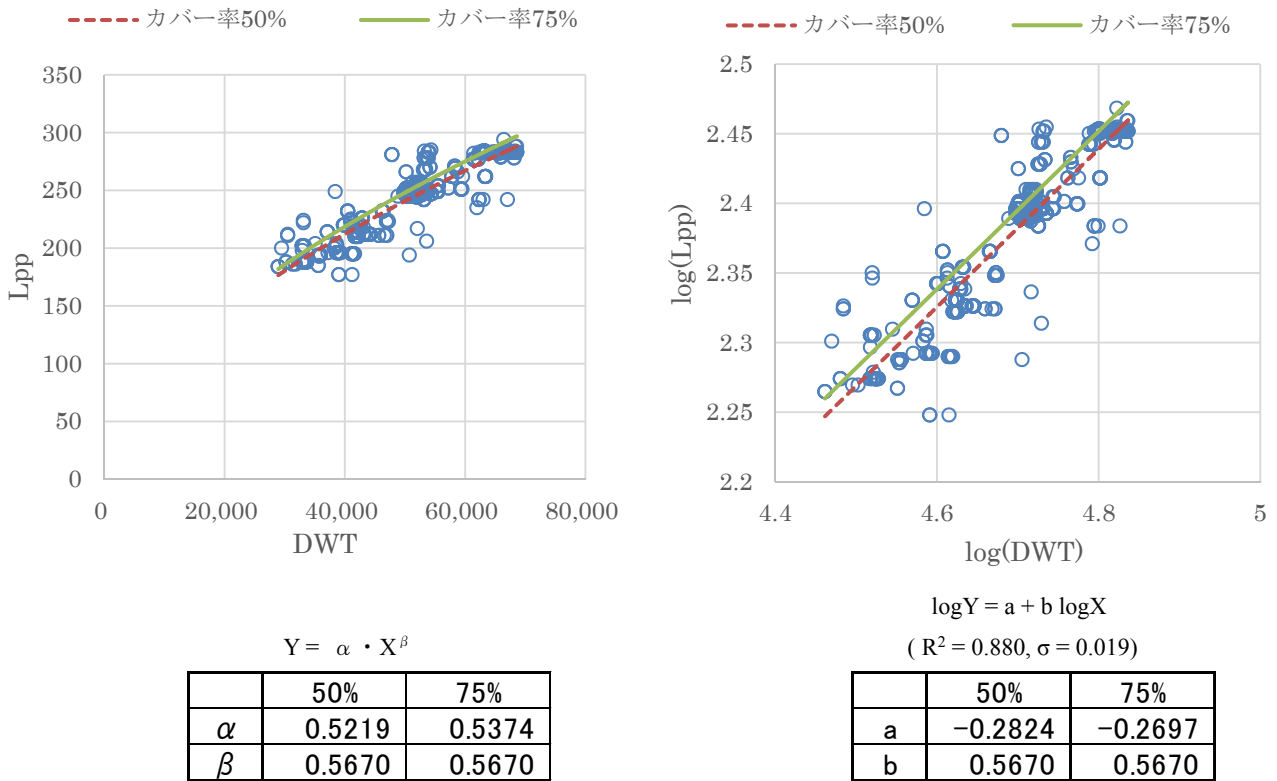 カバー率50% カバー率75%
350
300
250
200
150
100
50
0
Lpp
0 20,000 40,000 60,000 80,000
DWT
Y = α ・ X^β
50% 75%
α 0.5219 0.5374
β 0.5670 0.5670
カバー率50% カバー率75%
2.5
2.45
2.4
2.35
2.3
2.25
2.2
log(Lpp)
4.4 4.6 4.8 5
log(DWT)
logY = a + b logX
( R² = 0.880, σ = 0.019)
50% 75%
a −0.2824 −0.2697
b 0.5670 0.5670